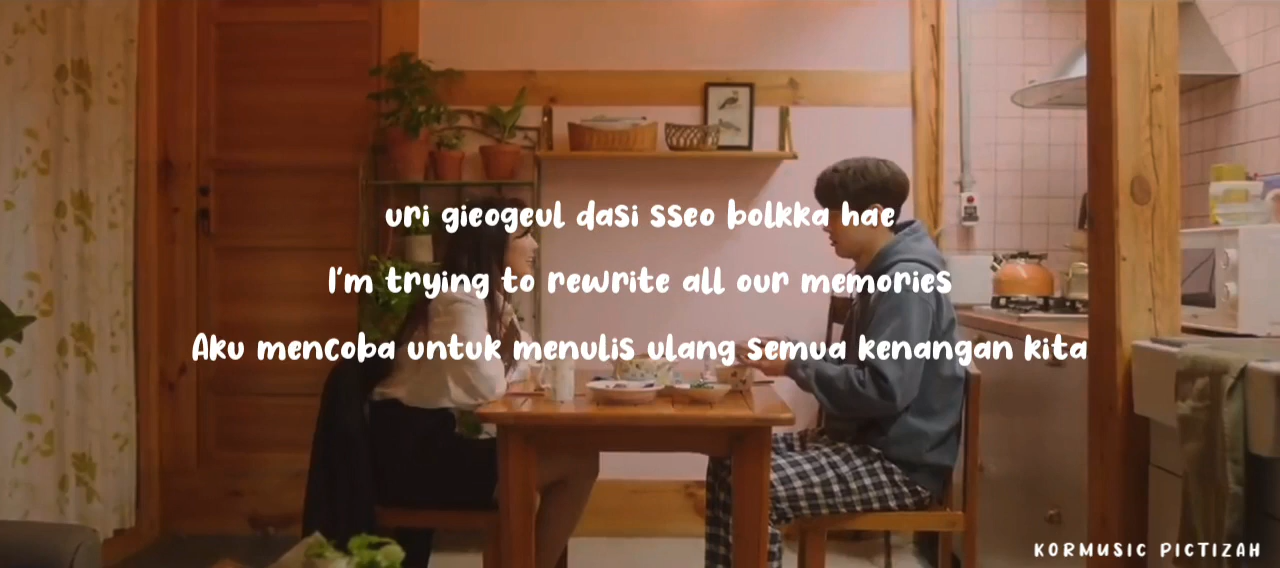 uri gieogeul dasi sseo bolkka hae
I'm trying to rewrite all our memories
Aku mencoba untuk menulis ulang semua kenangan kita
KORMUSIC PICTIZAH